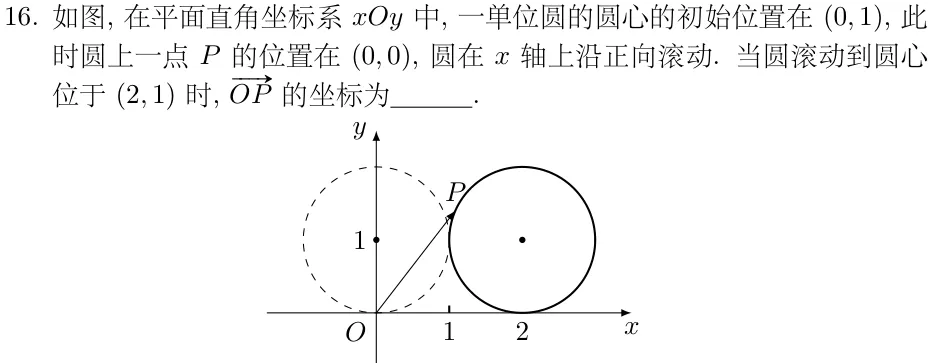 16. 如图, 在平面直角坐标系 xOy 中, 一单位圆的圆心的初始位置在 (0,1), 此
时圆上一点 P 的位置在 (0,0), 圆在 x 轴上沿正向滚动. 当圆滚动到圆心
位于 (2,1) 时, \overrightarrow{OP} 的坐标为______.
y
P
1
O 1 2 x